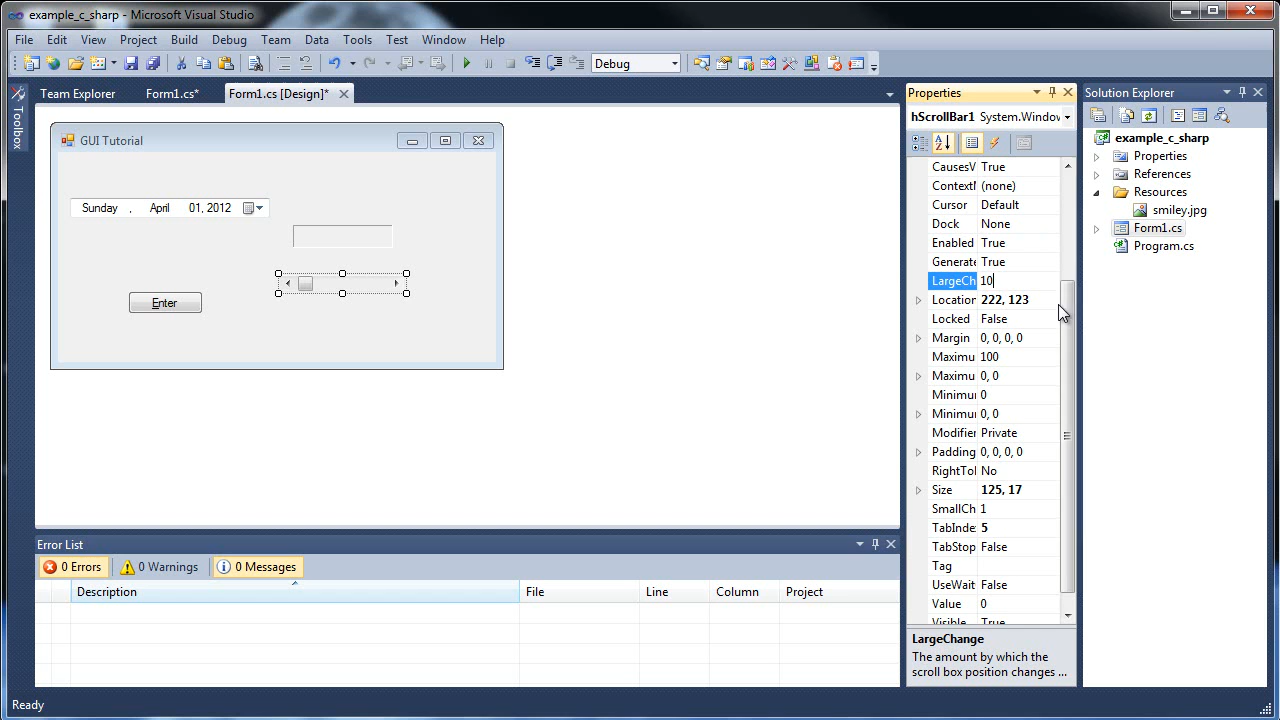 example_c_sharp - Microsoft Visual Studio
File Edit View Project Build Debug Team Data Tools Test Window Help
Debug
Toolbox
Team Explorer Form1.cs* Form1.cs [Design]*
GUI Tutorial
Sunday , April 01, 2012
Enter
Error List
0 Errors 0 Warnings 0 Messages
Description File Line Column Project
Properties
hScrollBar1 System.Window
CausesV True
ContextM (none)
Cursor Default
Dock None
Enabled True
Generate True
LargeCh 10
Location 222, 123
Locked False
Margin 0, 0, 0, 0
Maximu 100
Maximu 0, 0
Minimu 0
Minimu 0, 0
Modifier Private
Padding 0, 0, 0, 0
RightTol No
Size 125, 17
SmallCh 1
TabInde 5
TabStop False
Tag
UseWait False
Value 0
Visible True
LargeChange
The amount by which the
scroll box position changes ...
Solution Explorer
example_c_sharp
Properties
References
Resources
smiley.jpg
Form1.cs
Program.cs
Ready